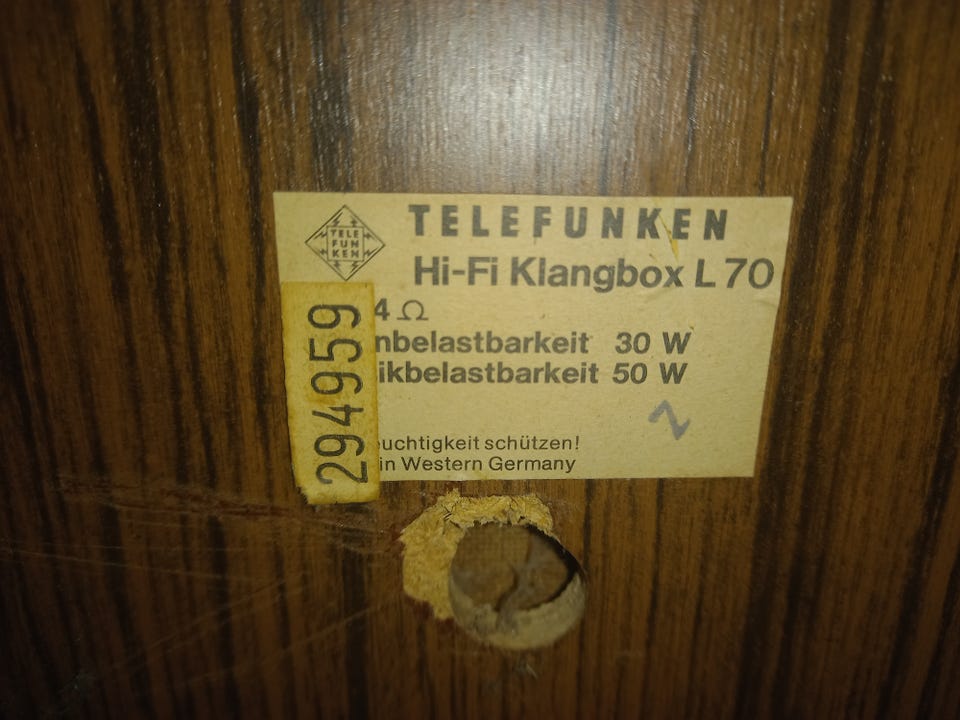 TELE
FUN
KEN
TELEFUNKEN
Hi-Fi Klangbox L 70
4 Ω
nbelastbarkeit 30 W
ikbelastbarkeit 50 W
euchtigkeit schützen!
in Western Germany
294959